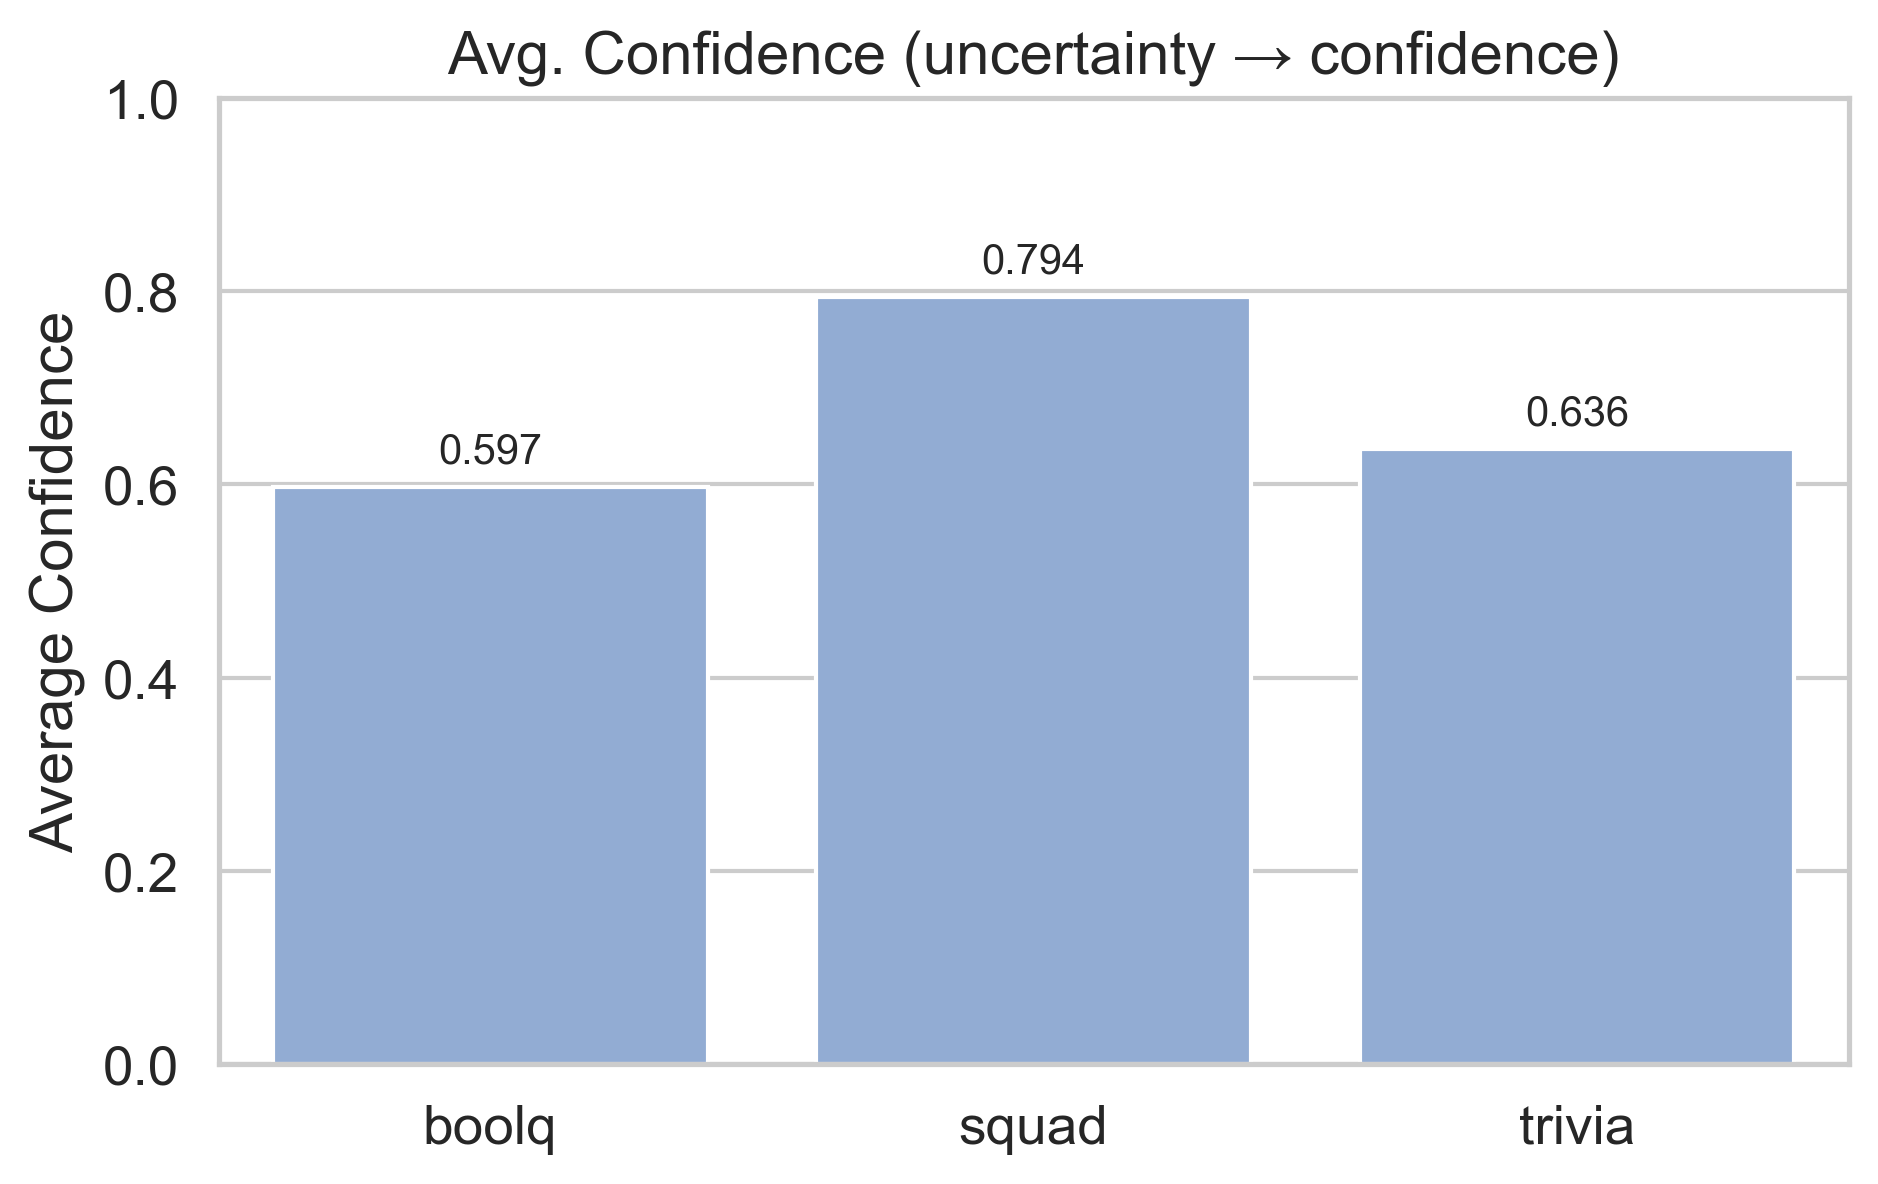 Avg. Confidence (uncertainty → confidence)
Average Confidence
1.0
0.8
0.6
0.4
0.2
0.0
0.597
0.794
0.636
boolq
squad
trivia